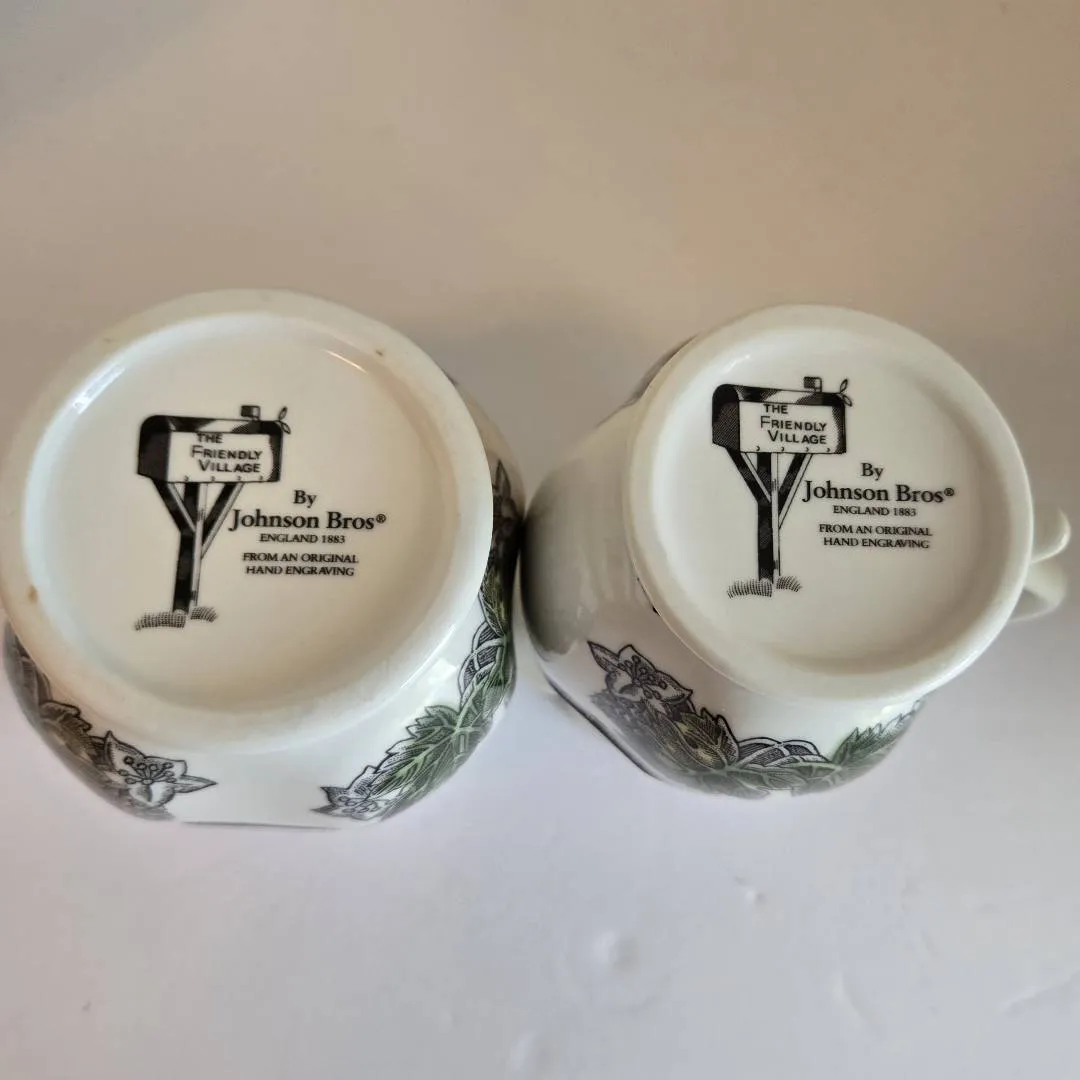 THE
FRIENDLY
VILLAGE
By
Johnson Bros®
ENGLAND 1883
FROM AN ORIGINAL
HAND ENGRAVING
THE
FRIENDLY
VILLAGE
By
Johnson Bros®
ENGLAND 1883
FROM AN ORIGINAL
HAND ENGRAVING